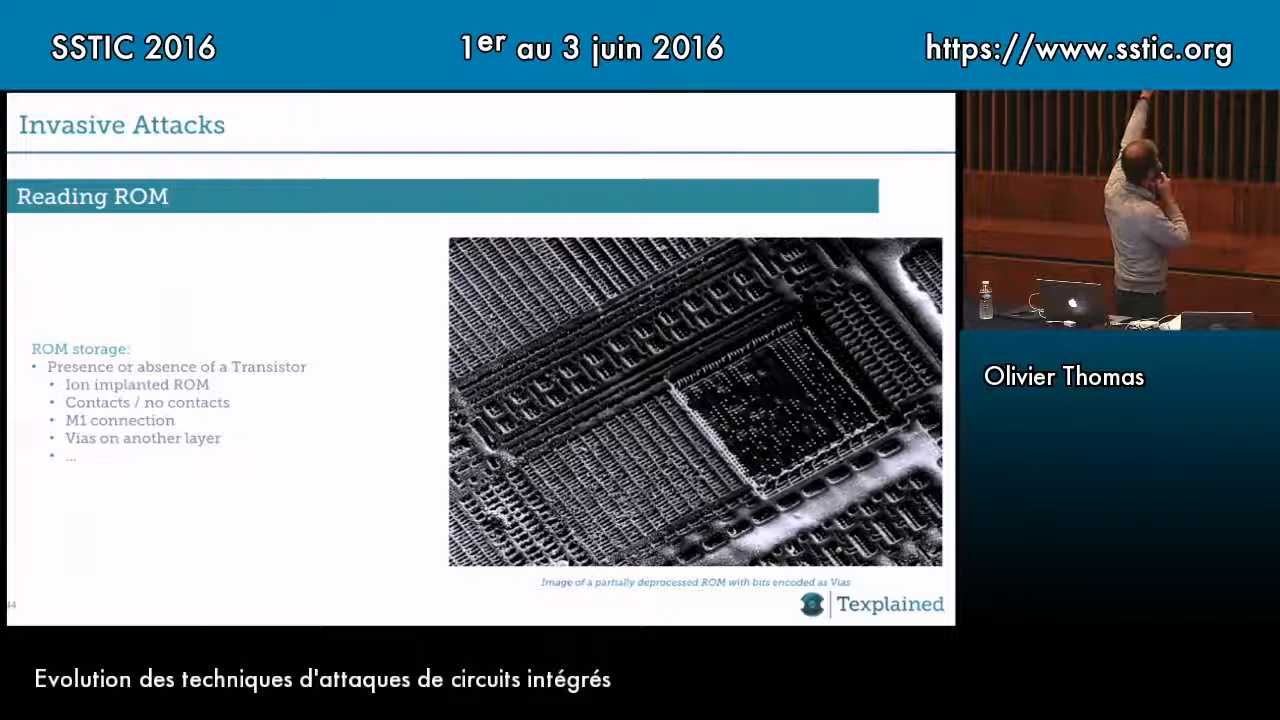 SSTIC 2016
1er au 3 juin 2016
https://www.sstic.org
Invasive Attacks
Reading ROM
ROM storage:
• Presence or absence of a Transistor
• Ion implanted ROM
• Contacts / no contacts
• M1 connection
• Vias on another layer
• ...
Image of a partially deprocessed ROM with bits encoded as Vias
Texplained
Olivier Thomas
Evolution des techniques d'attaques de circuits intégrés